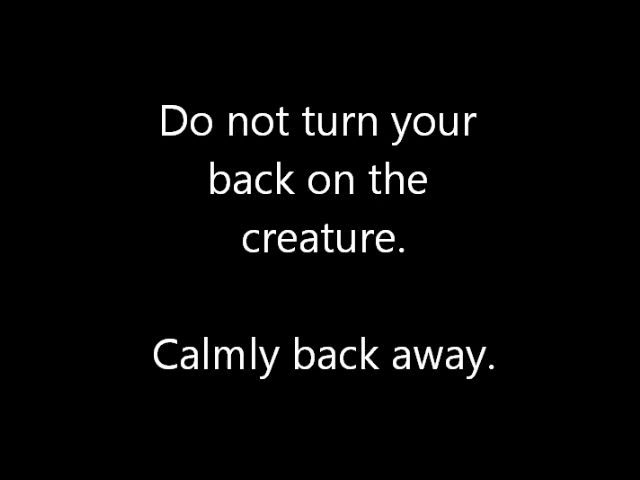 Do not turn your
back on the
creature.
Calmly back away.